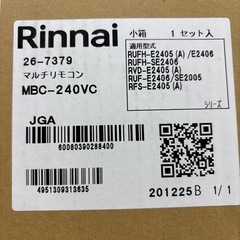 Rinnai
小箱 1セット入
26-7379
マルチリモコン
MBC-240VC
適用型式
RUFH-E2405(A)/E2406
RUFH-SE2406
RVD-E2405(A)
RUF-E2406/SE2005
RFS-E2405(A)
シリーズ
JGA
60080390288400
4951309313635
201225B 1/1